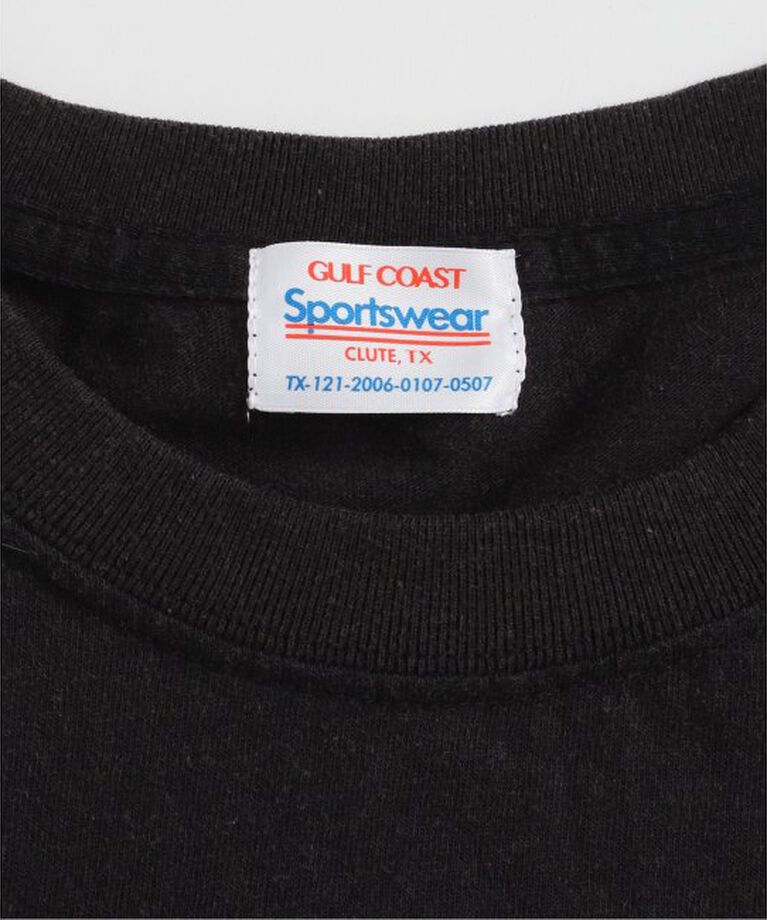 GULF COAST
Sportswear
CLUTE, TX
TX-121-2006-0107-0507